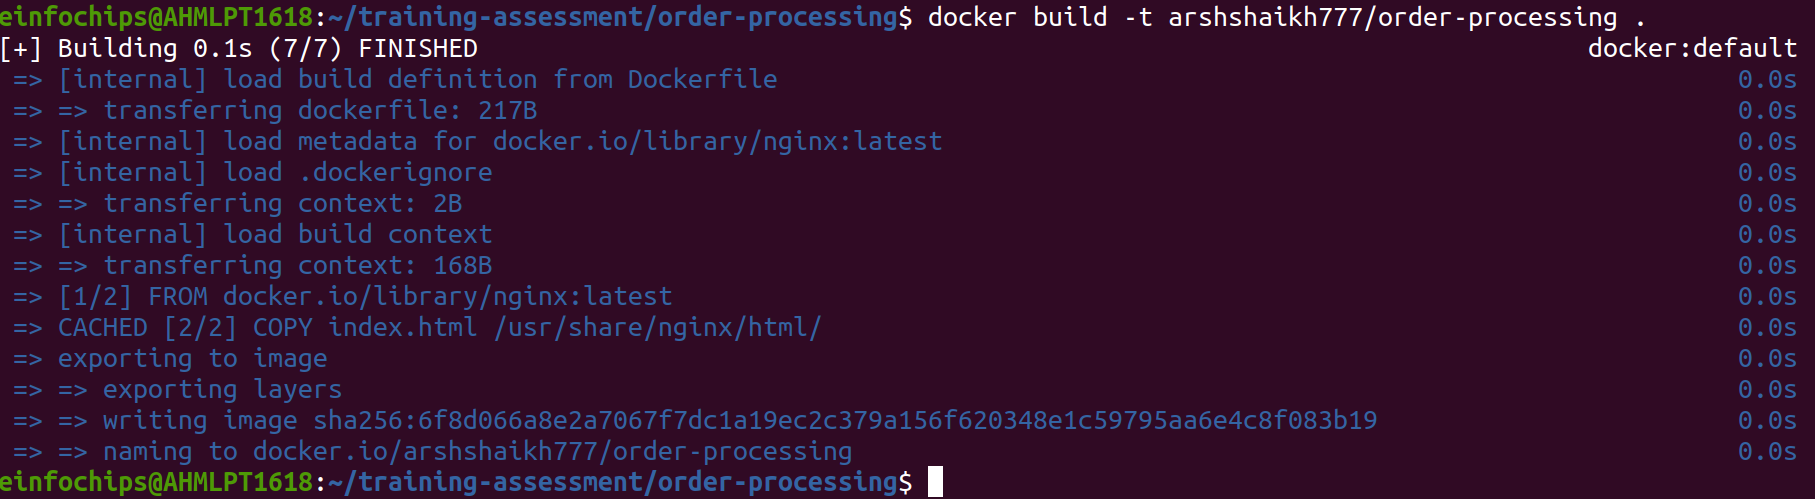 einfochips@AHMLPT1618:~/training-assessment/order-processing$ docker build -t arshshaikh777/order-processing .
[+] Building 0.1s (7/7) FINISHED docker:default
=> [internal] load build definition from Dockerfile 0.0s
=> => transferring dockerfile: 217B 0.0s
=> [internal] load metadata for docker.io/library/nginx:latest 0.0s
=> [internal] load .dockerignore 0.0s
=> => transferring context: 2B 0.0s
=> [internal] load build context 0.0s
=> => transferring context: 168B 0.0s
=> [1/2] FROM docker.io/library/nginx:latest 0.0s
=> CACHED [2/2] COPY index.html /usr/share/nginx/html/ 0.0s
=> exporting to image 0.0s
=> => exporting layers 0.0s
=> => writing image sha256:6f8d066a8e2a7067f7dc1a19ec2c379a156f620348e1c59795aa6e4c8f083b19 0.0s
=> => naming to docker.io/arshshaikh777/order-processing 0.0s
einfochips@AHMLPT1618:~/training-assessment/order-processing$